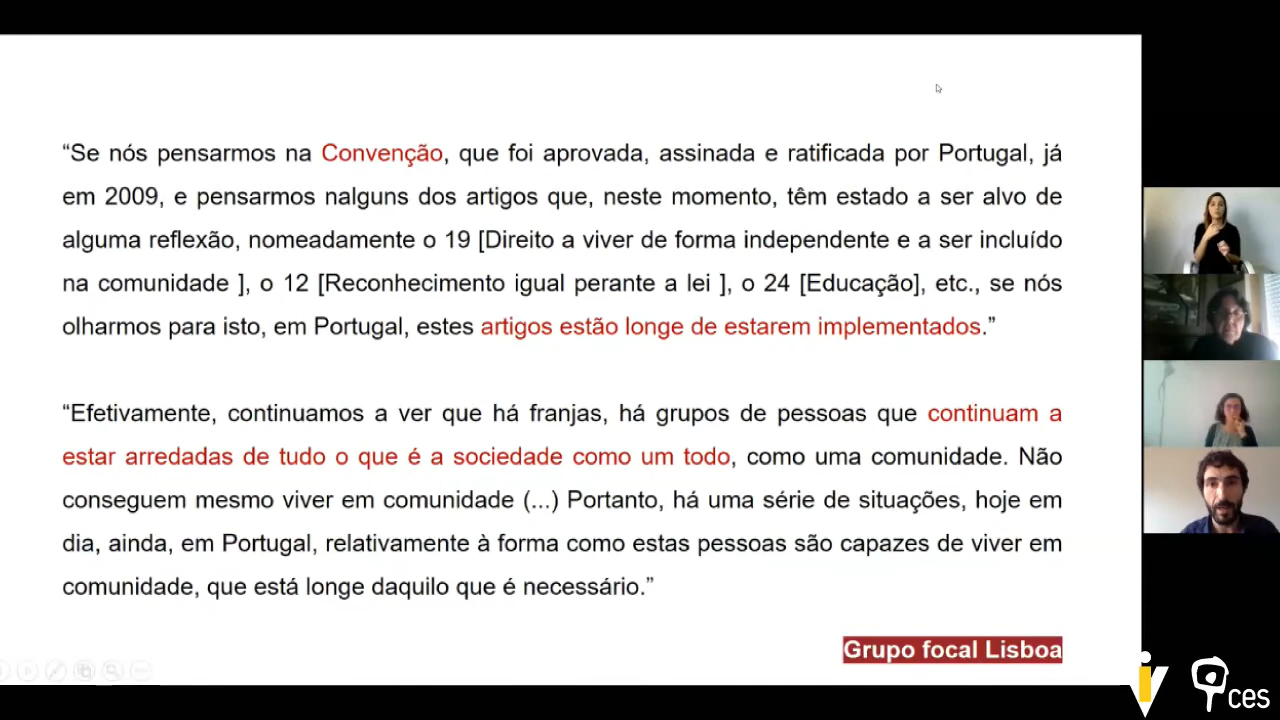 “Se nós pensarmos na Convenção, que foi aprovada, assinada e ratificada por Portugal, já
em 2009, e pensarmos nalguns dos artigos que, neste momento, têm estado a ser alvo de
alguma reflexão, nomeadamente o 19 [Direito a viver de forma independente e a ser incluído
na comunidade ], o 12 [Reconhecimento igual perante a lei ], o 24 [Educação], etc., se nós
olharmos para isto, em Portugal, estes artigos estão longe de estarem implementados.”
“Efetivamente, continuamos a ver que há franjas, há grupos de pessoas que continuam a
estar arredadas de tudo o que é a sociedade como um todo, como uma comunidade. Não
conseguem mesmo viver em comunidade (...) Portanto, há uma série de situações, hoje em
dia, ainda, em Portugal, relativamente à forma como estas pessoas são capazes de viver em
comunidade, que está longe daquilo que é necessário.”
Grupo focal Lisboa
iv
ces